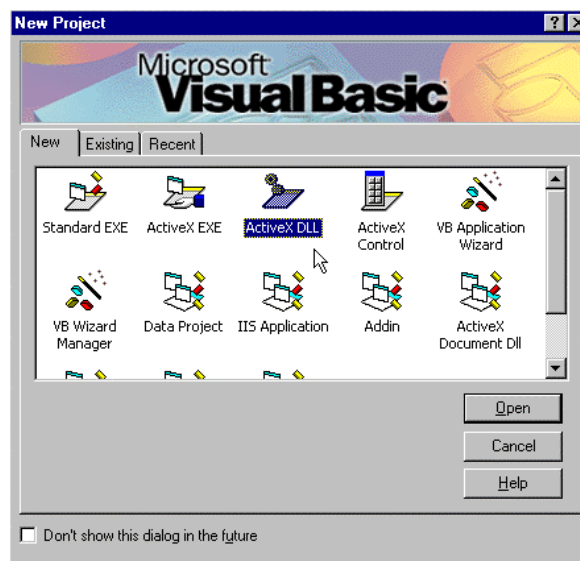 New Project
Microsoft
Visual Basic
New Existing Recent
Standard EXE ActiveX EXE ActiveX DLL ActiveX Control VB Application Wizard
VB Wizard Manager Data Project IIS Application Addin ActiveX Document Dll
Open
Cancel
Help
Don't show this dialog in the future